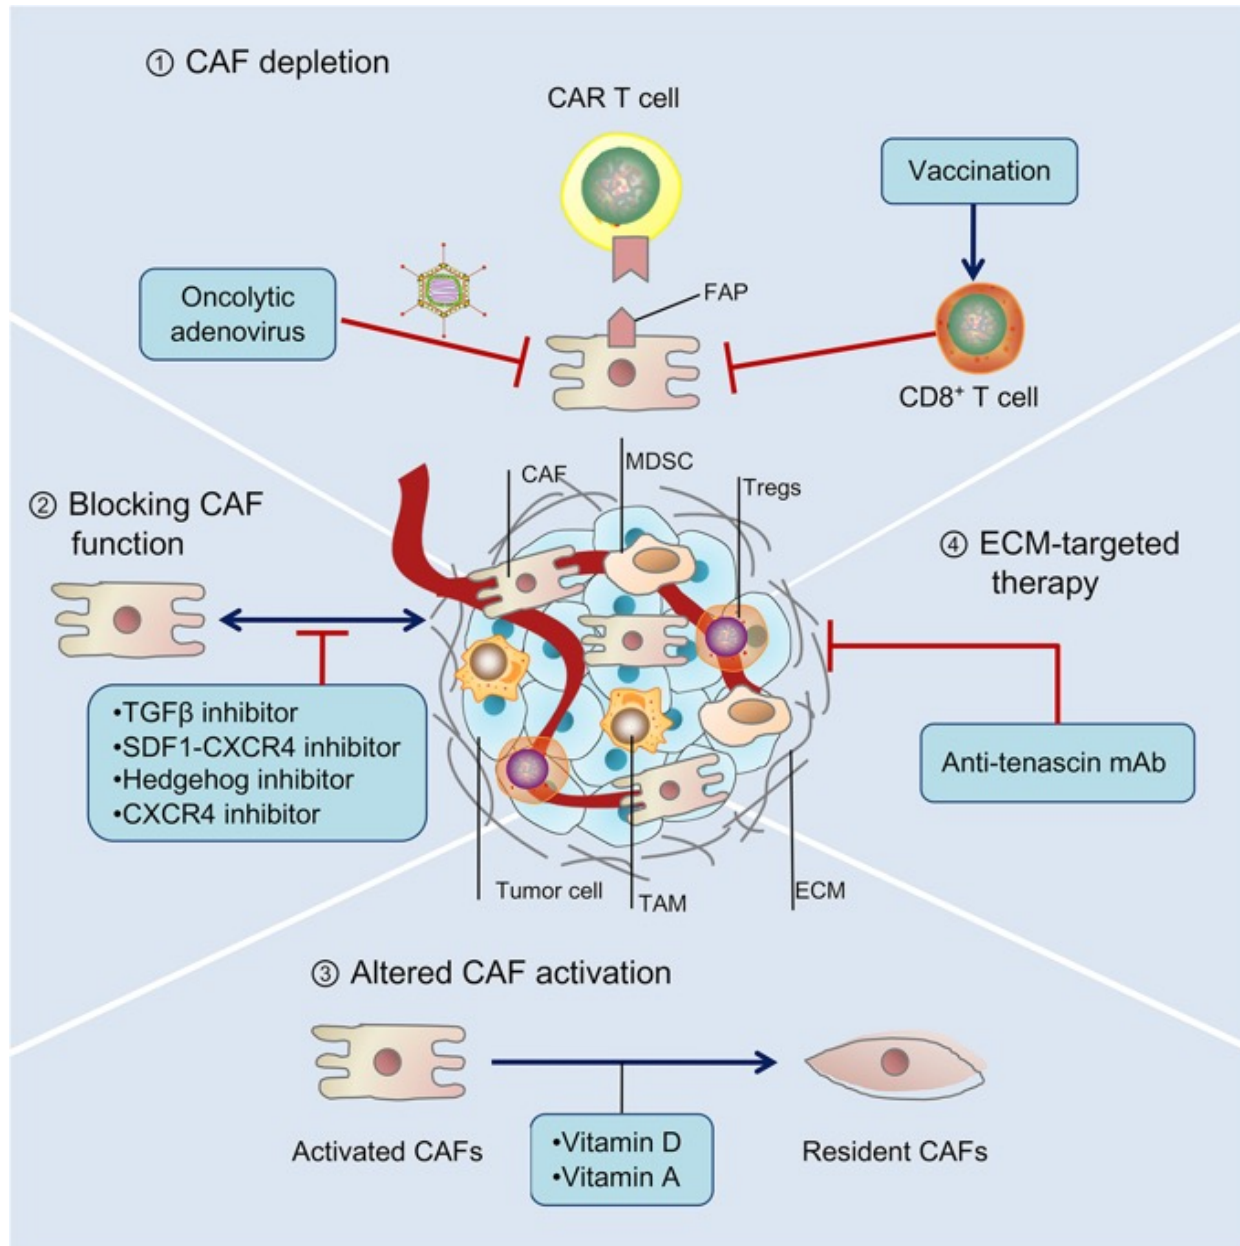 ① CAF depletion
CAR T cell
Vaccination
FAP
Oncolytic
adenovirus
CD8⁺ T cell
CAF
MDSC
Tregs
② Blocking CAF
function
④ ECM-targeted
therapy
•TGFβ inhibitor
•SDF1-CXCR4 inhibitor
•Hedgehog inhibitor
•CXCR4 inhibitor
Anti-tenascin mAb
Tumor cell
TAM
ECM
③ Altered CAF activation
Activated CAFs
•Vitamin D
•Vitamin A
Resident CAFs